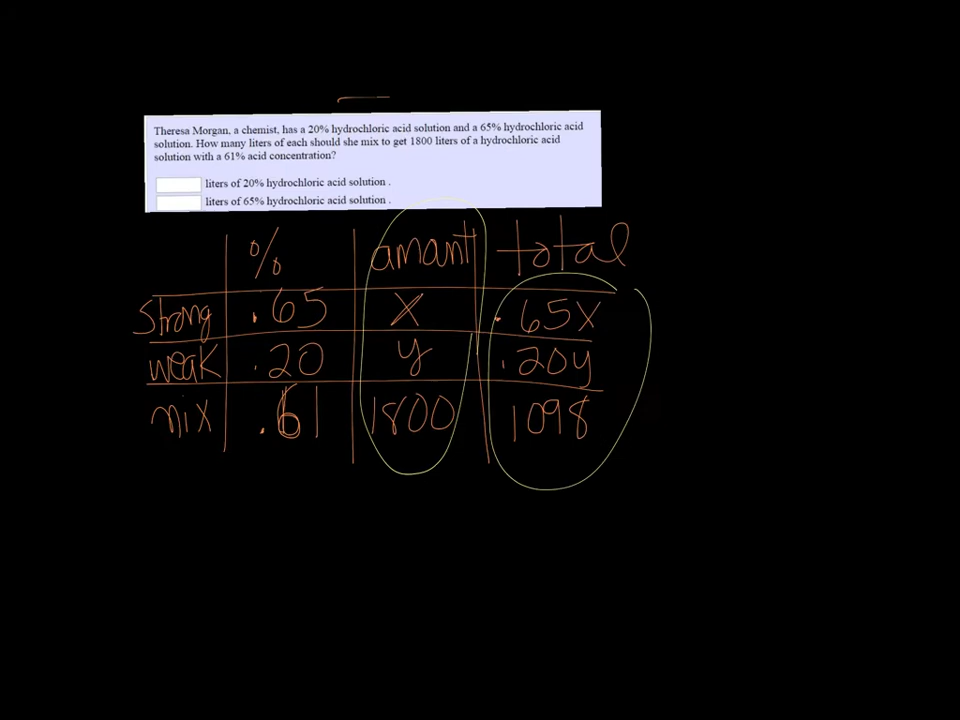 Theresa Morgan, a chemist, has a 20% hydrochloric acid solution and a 65% hydrochloric acid
solution. How many liters of each should she mix to get 1800 liters of a hydrochloric acid
solution with a 61% acid concentration?
liters of 20% hydrochloric acid solution .
liters of 65% hydrochloric acid solution .
% amant total
strong .65 x .65x
weak .20 y .20y
mix .61 1800 1098